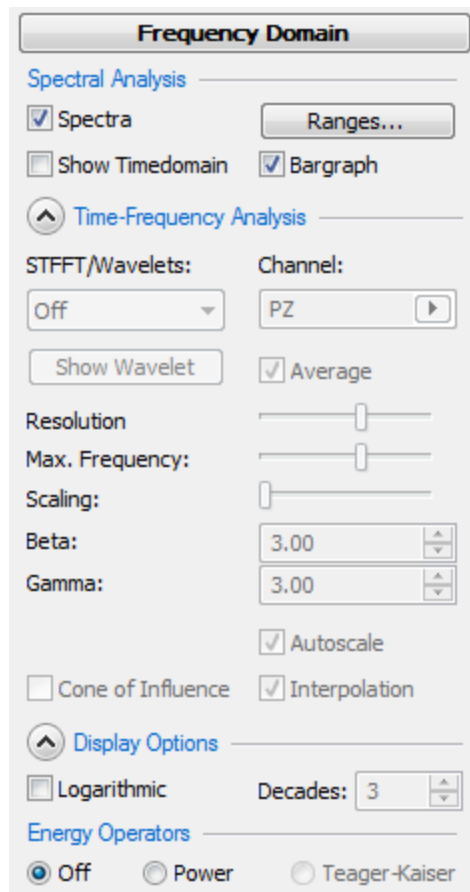 Frequency Domain
Spectral Analysis
Spectra Ranges...
Show Timedomain Bargraph
Time-Frequency Analysis
STFFT/Wavelets: Channel:
Off PZ
Show Wavelet Average
Resolution
Max. Frequency:
Scaling:
Beta: 3.00
Gamma: 3.00
Autoscale
Cone of Influence Interpolation
Display Options
Logarithmic Decades: 3
Energy Operators
Off Power Teager-Kaiser